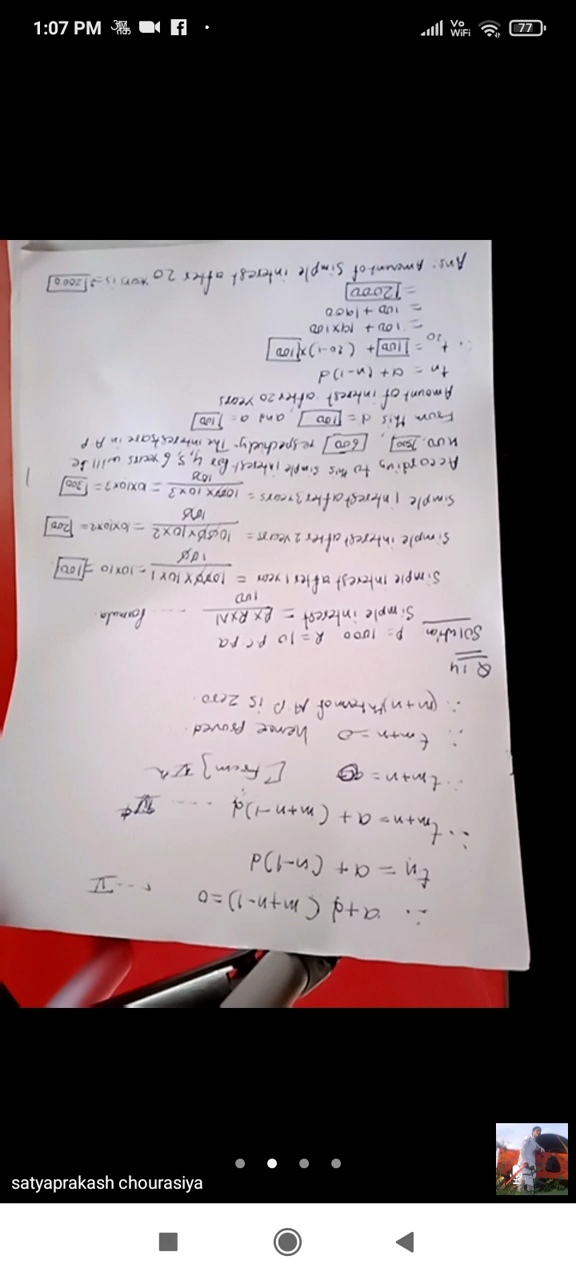 1:07 PM
Vo WiFi
77
∴ a+d (m+n-1)=0 ... V
tn = a + (n-1)d
∴ tm+n = a + (m+n-1)d ...
∴ tm+n = 0 [from]
∴ tm+n =0 hence proved
∴ (m+n)th term of A.P is zero.
Q.14
Solution P= 1000 R=10 P.C P.a
Simple interest = PXRXN/100 ... formula.
Simple interest after 1 year = 1000×10×1/100 = 10×10 = 100
Simple interest after 2 years = 1000×10×2/100 = 10×2 = 200
Simple interest after 3 years = 1000×10×3/100 = 10×3 = 300
According to this simple interest for 4, 5, 6 years will be
500, 600 respectively. The interest are in A P
From this d = 100, and a = 100
Amount of interest after 20 years
tn = a + (n-1)d
∴ t20 = 100 + (20-1)×100
= 100 + 19×100
= 100 + 1900
= 2000
Ans: Amount of simple interest after 20 years is = 2000
satyaprakash chourasiya